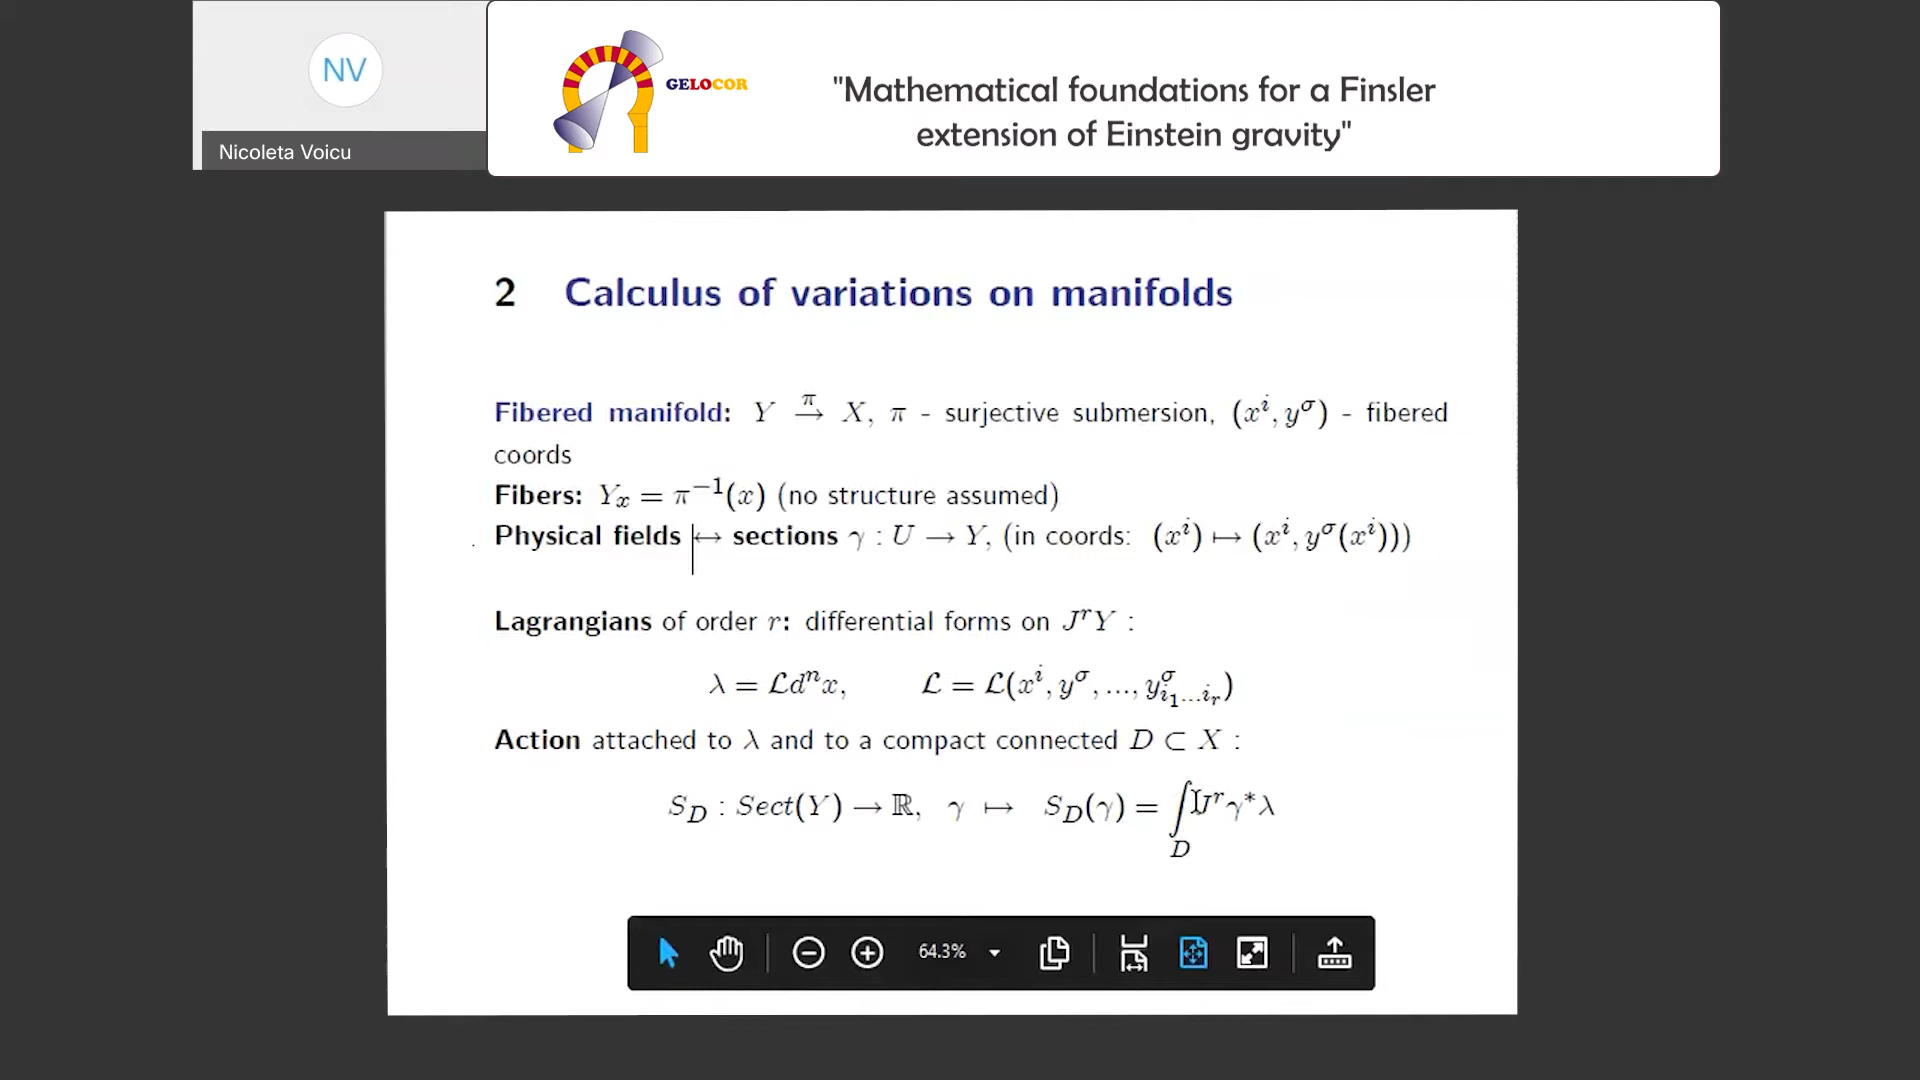 NV
Nicoleta Voicu
GELOCOR
"Mathematical foundations for a Finsler
extension of Einstein gravity"
2 Calculus of variations on manifolds
Fibered manifold: Y →^π X, π - surjective submersion, (x^i, y^σ) - fibered
coords
Fibers: Y_x = π^{−1}(x) (no structure assumed)
Physical fields ↔ sections γ : U → Y, (in coords: (x^i) ↦ (x^i, y^σ(x^i)))
Lagrangians of order r: differential forms on J^rY :
λ = ℒd^nx, ℒ = ℒ(x^i, y^σ, ..., y^σ_{i_1...i_r})
Action attached to λ and to a compact connected D ⊂ X :
S_D : Sect(Y) → ℝ, γ ↦ S_D(γ) = ∫_D J^rγ^*λ
64.3%